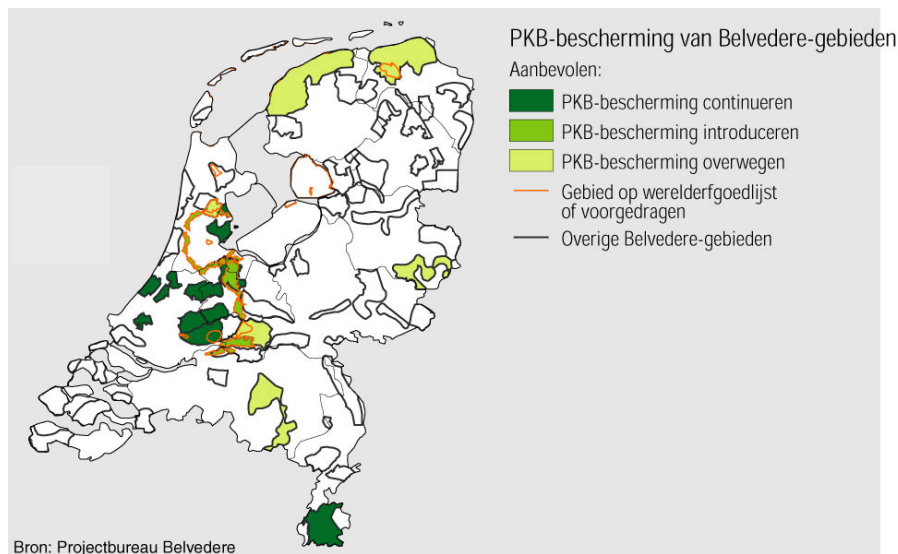 PKB-bescherming van Belvedere-gebieden
Aanbevolen:
PKB-bescherming continueren
PKB-bescherming introduceren
PKB-bescherming overwegen
Gebied op werelderfgoedlijst
of voorgedragen
Overige Belvedere-gebieden
Bron: Projectbureau Belvedere